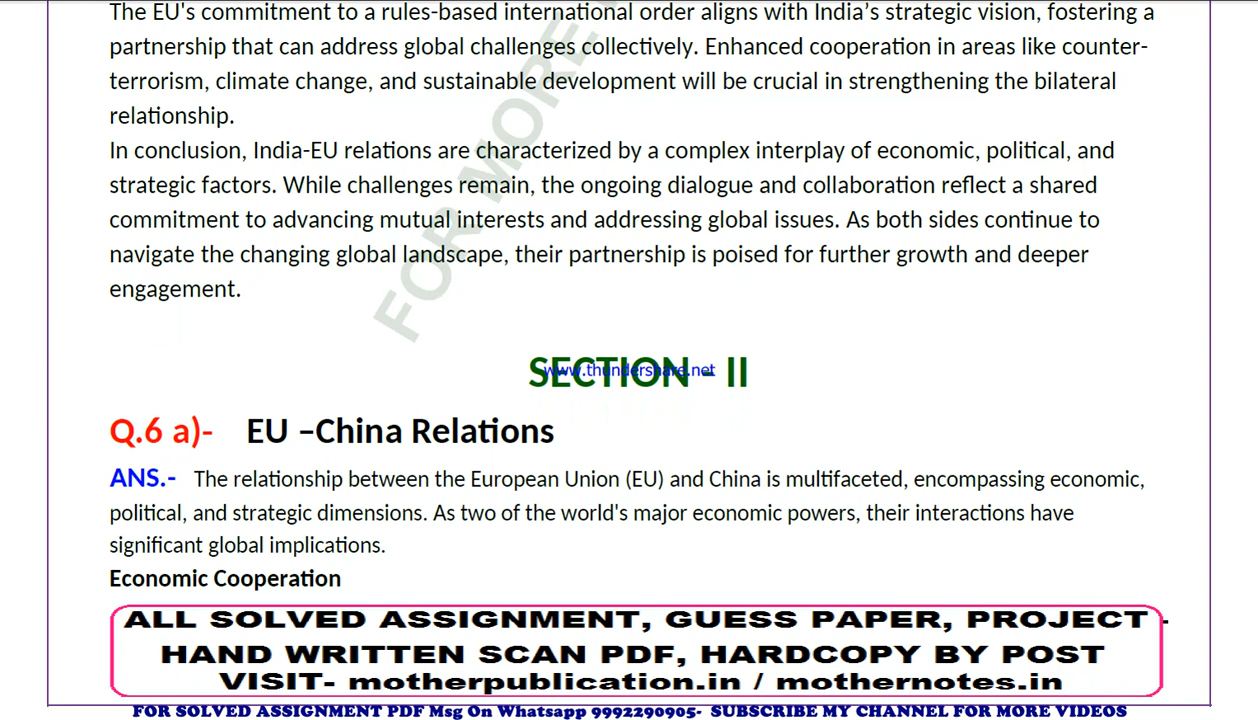 The EU's commitment to a rules-based international order aligns with India’s strategic vision, fostering a
partnership that can address global challenges collectively. Enhanced cooperation in areas like counter-
terrorism, climate change, and sustainable development will be crucial in strengthening the bilateral
relationship.
In conclusion, India-EU relations are characterized by a complex interplay of economic, political, and
strategic factors. While challenges remain, the ongoing dialogue and collaboration reflect a shared
commitment to advancing mutual interests and addressing global issues. As both sides continue to
navigate the changing global landscape, their partnership is poised for further growth and deeper
engagement.
FOR MORE
SECTION - II
www.thundershare.net
Q.6 a)- EU –China Relations
ANS.- The relationship between the European Union (EU) and China is multifaceted, encompassing economic,
political, and strategic dimensions. As two of the world's major economic powers, their interactions have
significant global implications.
Economic Cooperation
ALL SOLVED ASSIGNMENT, GUESS PAPER, PROJECT -
HAND WRITTEN SCAN PDF, HARDCOPY BY POST
VISIT- motherpublication.in / mothernotes.in
FOR SOLVED ASSIGNMENT PDF Msg On Whatsapp 9992290905- SUBSCRIBE MY CHANNEL FOR MORE VIDEOS